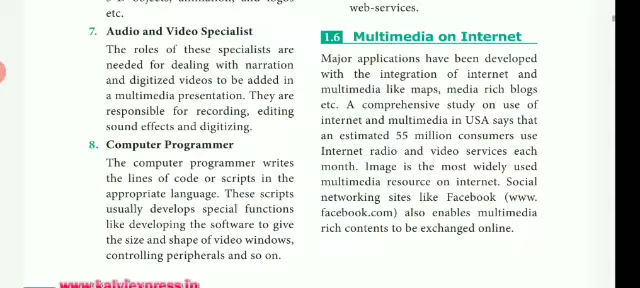 etc.
7. Audio and Video Specialist
The roles of these specialists are
needed for dealing with narration
and digitized videos to be added in
a multimedia presentation. They are
responsible for recording, editing
sound effects and digitizing.
8. Computer Programmer
The computer programmer writes
the lines of code or scripts in the
appropriate language. These scripts
usually develops special functions
like developing the software to give
the size and shape of video windows,
controlling peripherals and so on.
web-services.
1.6 Multimedia on Internet
Major applications have been developed
with the integration of internet and
multimedia like maps, media rich blogs
etc. A comprehensive study on use of
internet and multimedia in USA says that
an estimated 55 million consumers use
Internet radio and video services each
month. Image is the most widely used
multimedia resource on internet. Social
networking sites like Facebook (www.
facebook.com) also enables multimedia
rich contents to be exchanged online.
www.kalviexpress.in